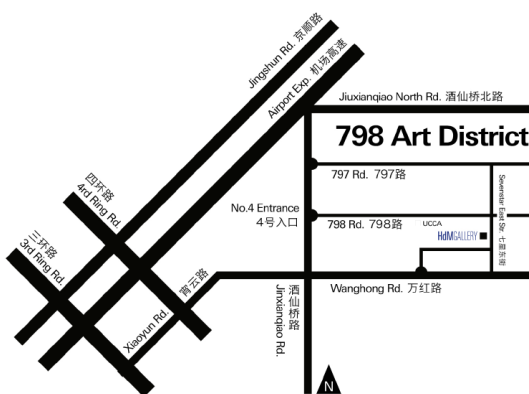 Jingshun Rd. 京顺路
Airport Exp. 机场高速
Jiuxianqiao North Rd. 酒仙桥北路
798 Art District
797 Rd. 797路
四环路
4rd Ring Rd.
No.4 Entrance
4号入口
798 Rd. 798路
UCCA
HdMGALLERY
Sevenstar East Str. 七星东街
三环路
3rd Ring Rd.
Xiaoyun Rd. 霄云路
酒仙桥路
Jinxianqiao Rd.
Wanghong Rd. 万红路
N